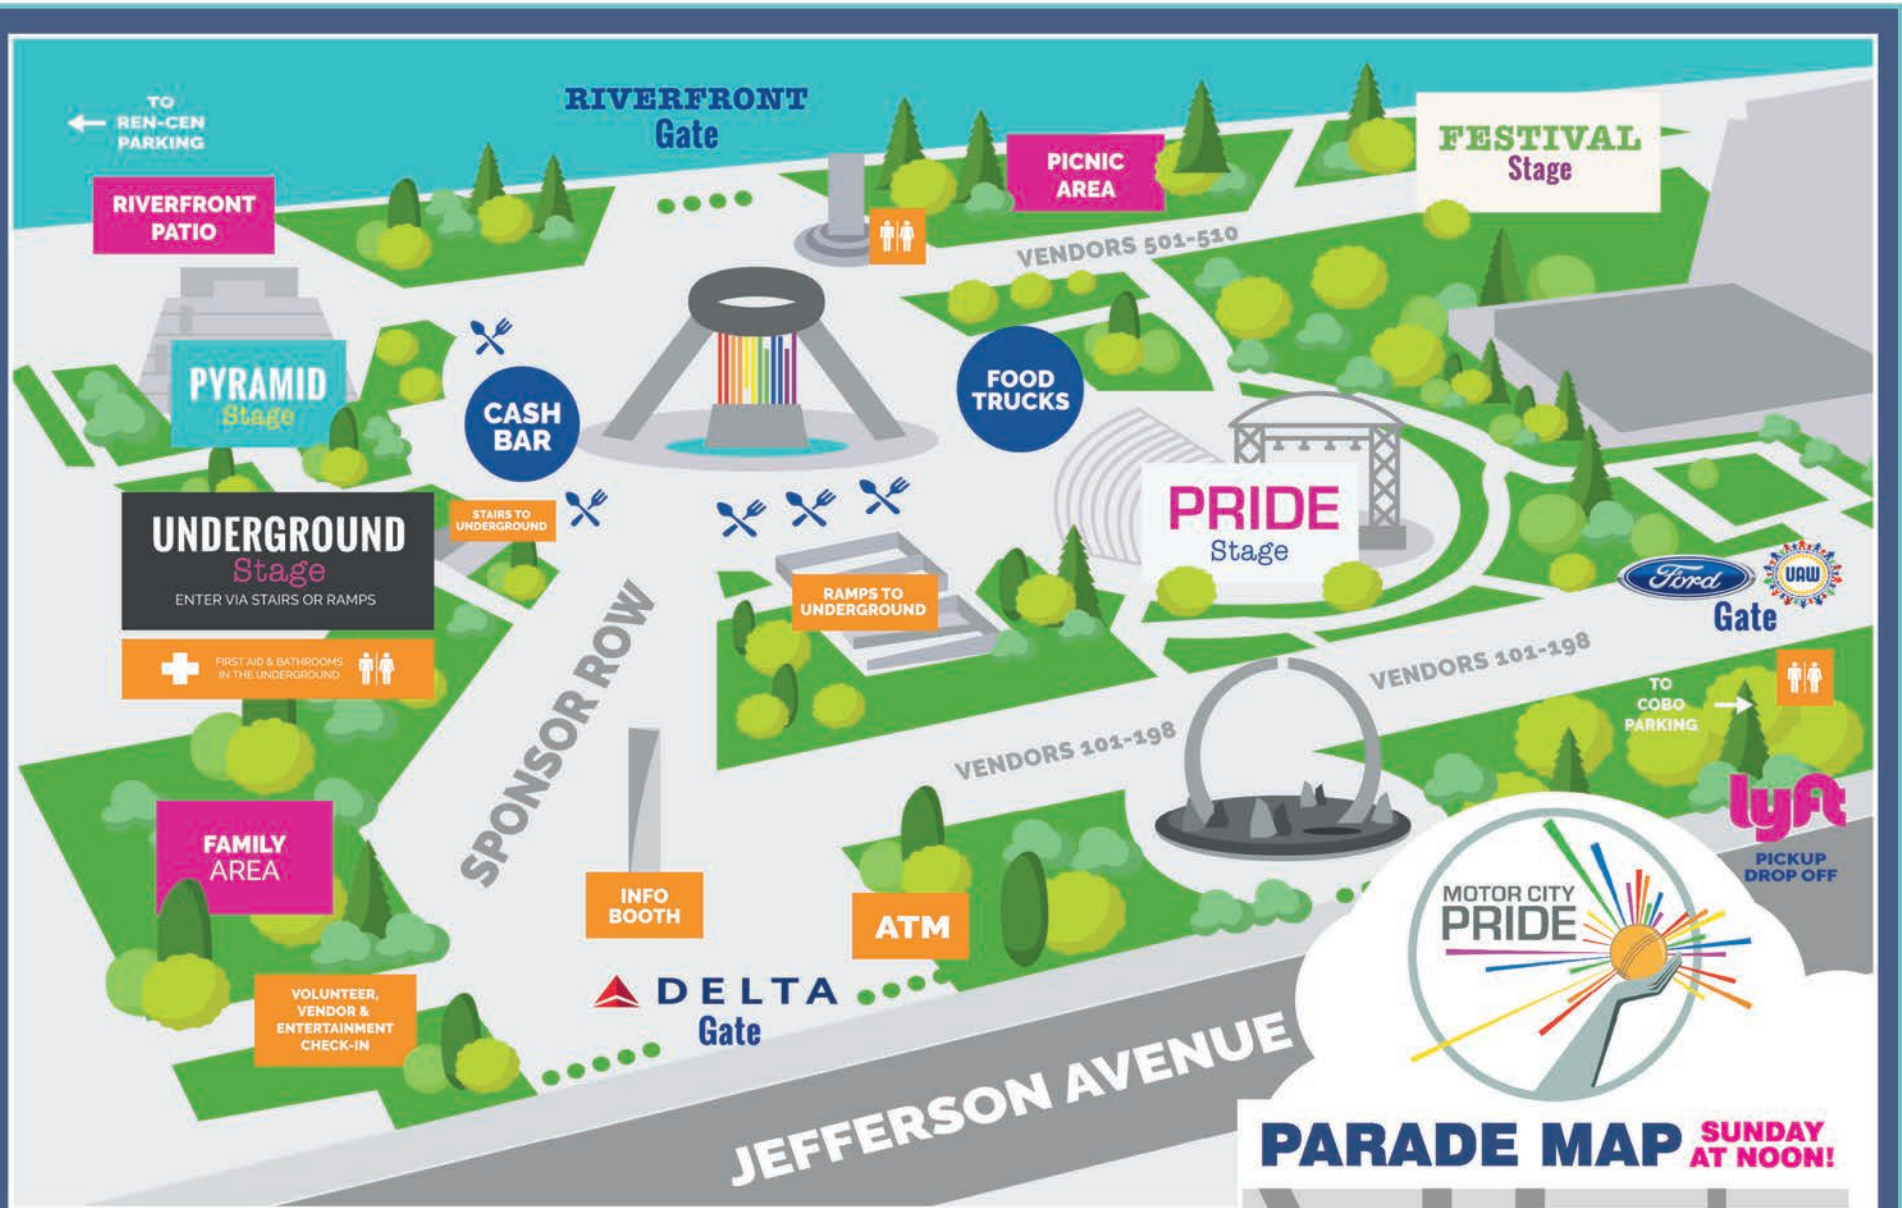 TO
REN-CEN
PARKING
RIVERFRONT
Gate
RIVERFRONT
PATIO
PICNIC
AREA
FESTIVAL
Stage
VENDORS 501-510
PYRAMID
Stage
CASH
BAR
FOOD
TRUCKS
UNDERGROUND
Stage
ENTER VIA STAIRS OR RAMPS
STAIRS TO
UNDERGROUND
FIRST AID & BATHROOMS
IN THE UNDERGROUND
PRIDE
Stage
RAMPS TO
UNDERGROUND
Ford
UAW
Gate
SPONSOR ROW
VENDORS 101-198
VENDORS 101-198
TO
COBO
PARKING
lyft
PICKUP
DROP OFF
FAMILY
AREA
INFO
BOOTH
ATM
VOLUNTEER,
VENDOR &
ENTERTAINMENT
CHECK-IN
DELTA
Gate
JEFFERSON AVENUE
MOTOR CITY
PRIDE
PARADE MAP
SUNDAY
AT NOON!